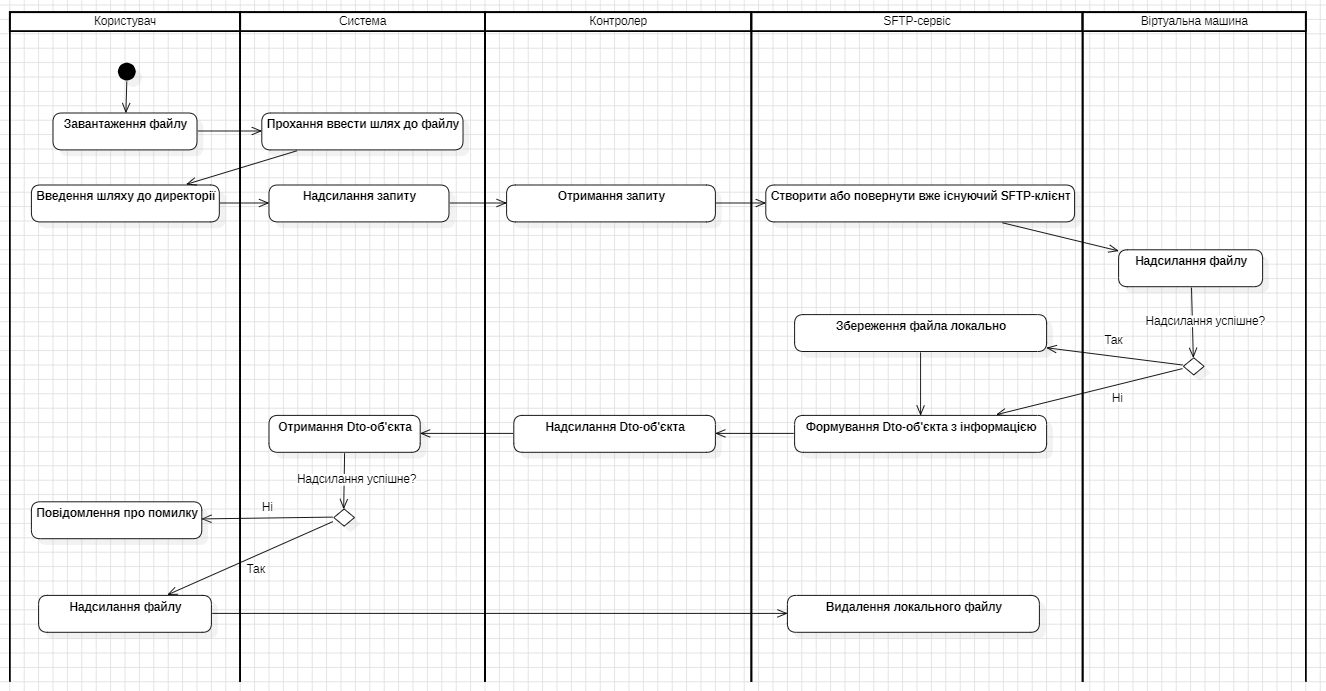 Користувач
Система
Контролер
SFTP-сервіс
Віртуальна машина
Завантаження файлу
Прохання ввести шлях до файлу
Введення шляху до директорії
Надсилання запиту
Отримання запиту
Створити або повернути вже існуючий SFTP-клієнт
Надсилання файлу
Надсилання успішне?
Збереження файла локально
Так
Ні
Отримання Dto-об'єкта
Надсилання Dto-об'єкта
Формування Dto-об'єкта з інформацією
Надсилання успішне?
Ні
Повідомлення про помилку
Так
Надсилання файлу
Видалення локального файлу